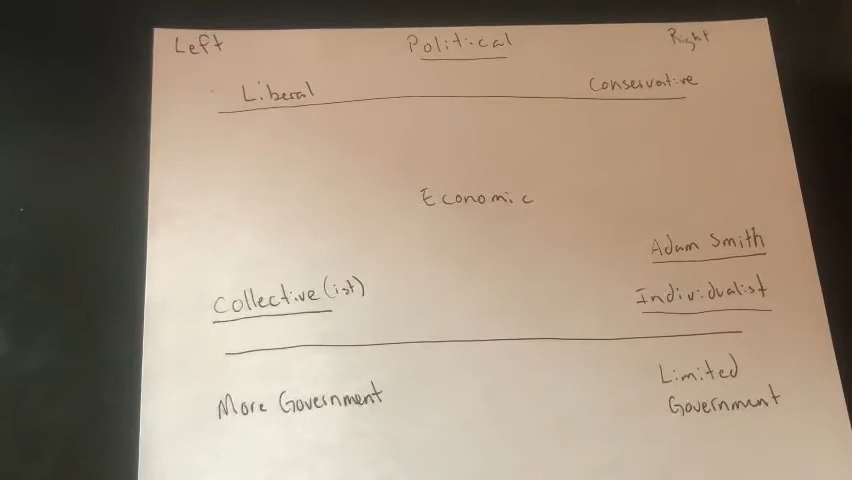 Left Political Right
Liberal Conservative
Economic
Adam Smith
Collective(ist) Individualist
More Government Limited
Government